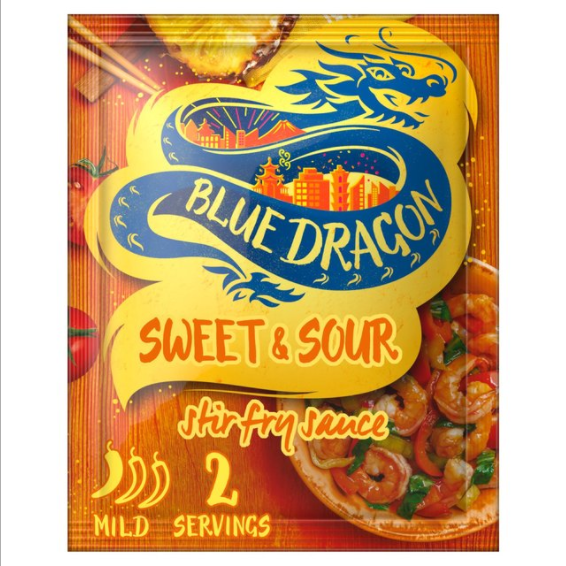 BLUE DRAGON
SWEET & SOUR
stir fry sauce
2
MILD SERVINGS